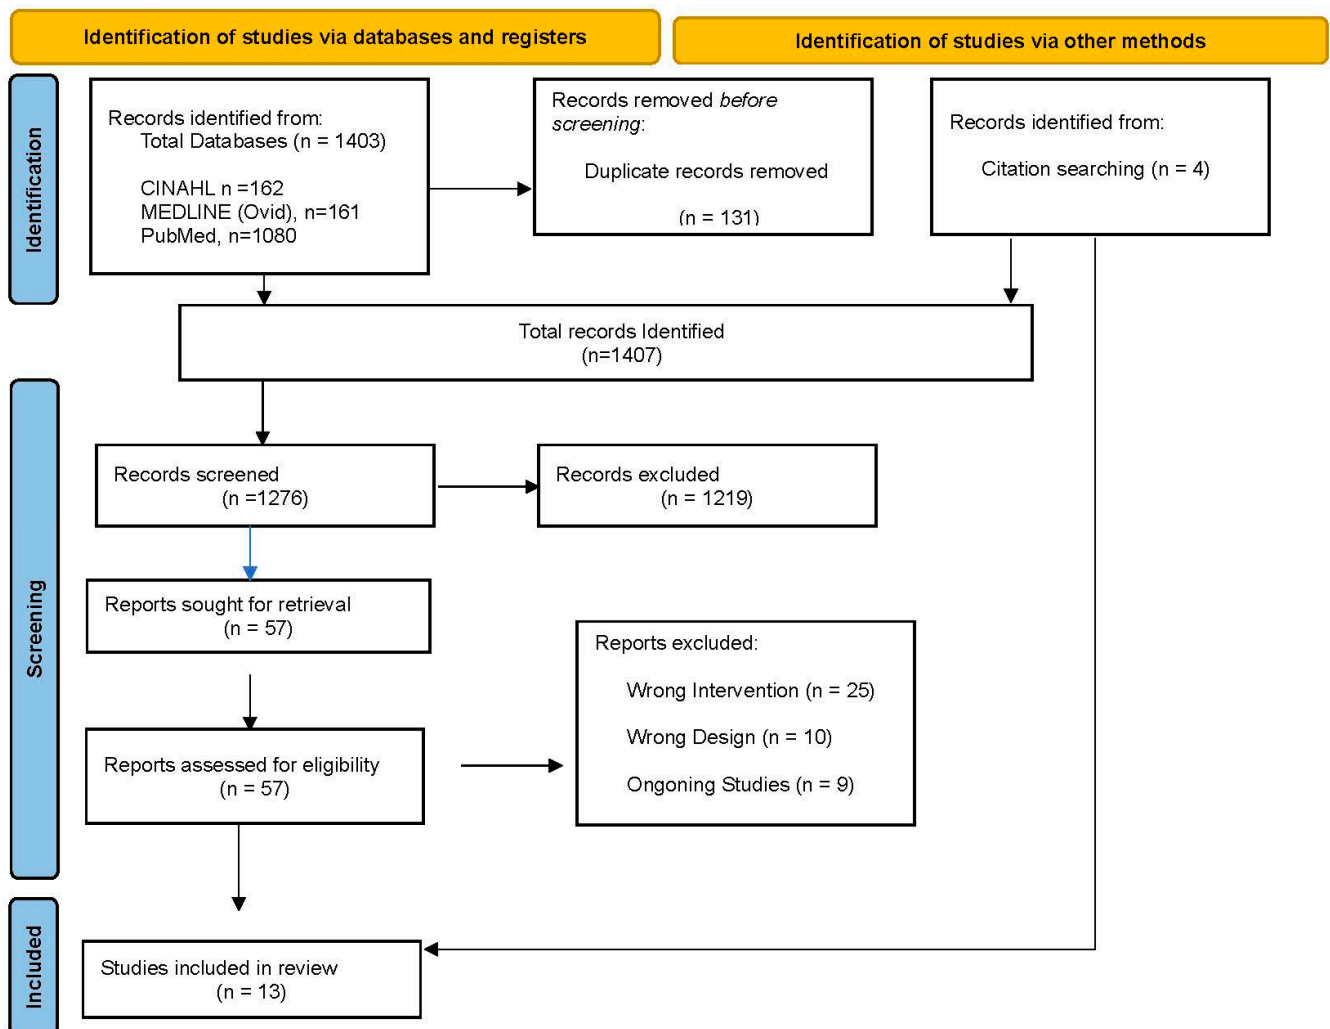 Identification of studies via databases and registers
Identification of studies via other methods
Identification
Records identified from:
Total Databases (n = 1403)
CINAHL n =162
MEDLINE (Ovid), n=161
PubMed, n=1080
Records removed before
screening:
Duplicate records removed
(n = 131)
Records identified from:
Citation searching (n = 4)
Total records Identified
(n=1407)
Screening
Records screened
(n =1276)
Records excluded
(n = 1219)
Reports sought for retrieval
(n = 57)
Reports assessed for eligibility
(n = 57)
Reports excluded:
Wrong Intervention (n = 25)
Wrong Design (n = 10)
Ongoing Studies (n = 9)
Included
Studies included in review
(n = 13)